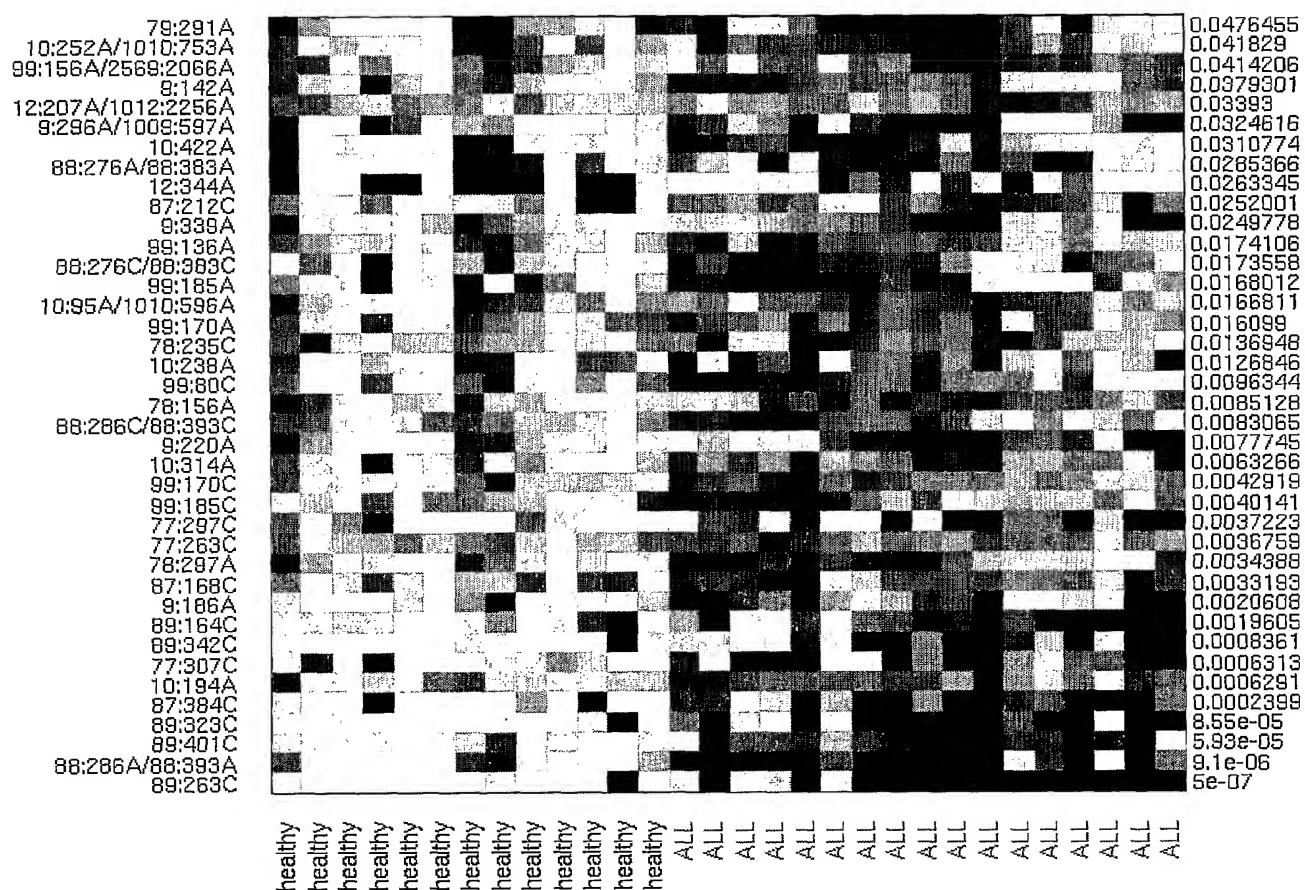 79:291A 0.0476455
10:252A/1010:753A 0.041829
99:156A/2569:2066A 0.0414206
9:142A 0.0379301
12:207A/1012:2256A 0.03393
9:296A/1009:597A 0.0324616
10:422A 0.0310774
88:276A/88:383A 0.0285366
12:344A 0.0263345
87:212C 0.0252001
9:339A 0.0249778
99:136A 0.0174106
88:276C/88:383C 0.0173558
99:185A 0.0168012
10:95A/1010:596A 0.0166811
99:170A 0.016099
78:235C 0.0136948
10:238A 0.0126846
99:80C 0.0096344
78:156A 0.0085128
88:286C/88:393C 0.0083065
9:220A 0.0077745
10:314A 0.0063266
99:170C 0.0042919
99:185C 0.0040141
77:297C 0.0037223
77:263C 0.0036759
78:297A 0.0034388
87:168C 0.0033193
9:186A 0.0020608
89:164C 0.0019605
89:342C 0.0008361
77:307C 0.0006313
10:194A 0.0006291
87:384C 0.0002399
89:323C 8.55e-05
89:401C 5.93e-05
88:286A/88:393A 9.1e-06
89:263C 5e-07
healthy healthy healthy healthy healthy healthy healthy healthy healthy healthy healthy healthy healthy ALL ALL ALL ALL ALL ALL ALL ALL ALL ALL ALL ALL ALL ALL ALL ALL ALL